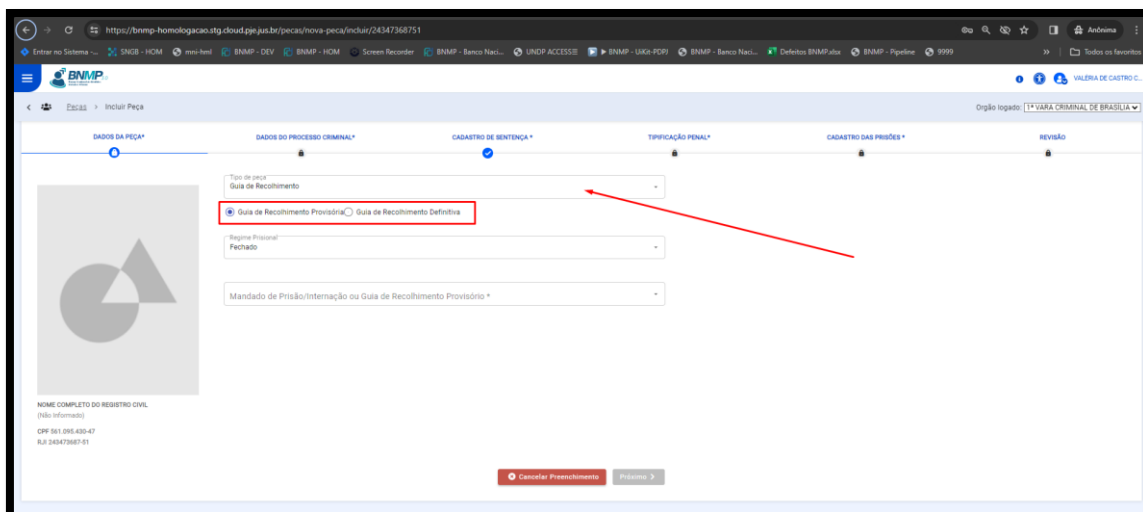 https://bnmp-homologacao.stg.cloud.pje.jus.br/pecas/nova-peca/incluir/24347368751
Anônima
Entrar no Sistema -... SNGB - HOM mni-hml BNMP - DEV BNMP - HOM Screen Recorder BNMP - Banco Naci... UNDP ACCESSE BNMP - UiKit-PDPJ BNMP - Banco Naci... Defeitos BNMP.xlsx BNMP - Pipeline 9999 » Todos os favoritos
BNMP
VALÉRIA DE CASTRO C...
Peças > Incluir Peça
Orgão logado: 1ª VARA CRIMINAL DE BRASÍLIA
DADOS DA PEÇA* DADOS DO PROCESSO CRIMINAL* CADASTRO DE SENTENÇA * TIPIFICAÇÃO PENAL* CADASTRO DAS PRISÕES * REVISÃO
Tipo de peça
Guia de Recolhimento
Guia de Recolhimento Provisória Guia de Recolhimento Definitiva
Regime Prisional
Fechado
Mandado de Prisão/Internação ou Guia de Recolhimento Provisório *
NOME COMPLETO DO REGISTRO CIVIL
(Não Informado)
CPF 561.095.430-47
RJI 243473687-51
Cancelar Preenchimento Próximo >